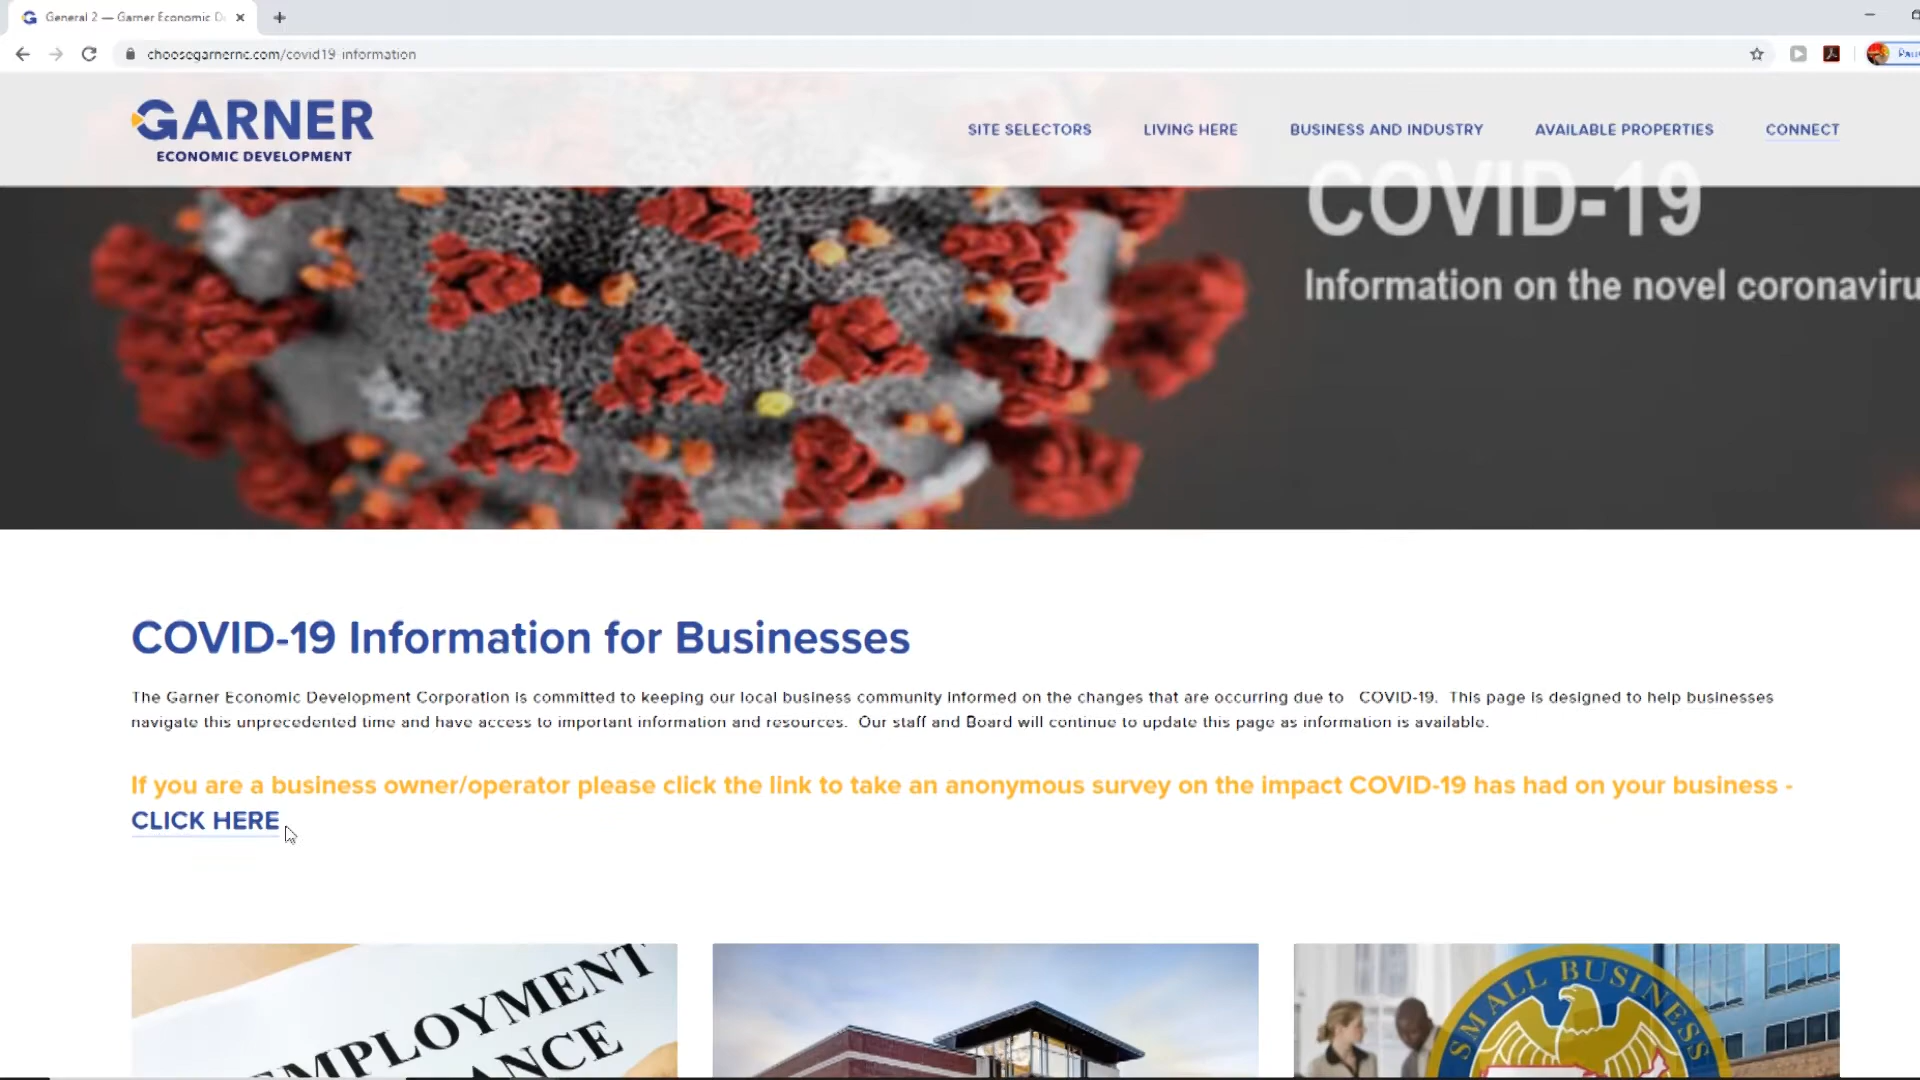 General 2 — Garner Economic D
choosegarnernc.com/covid19-information
GARNER
ECONOMIC DEVELOPMENT
SITE SELECTORS
LIVING HERE
BUSINESS AND INDUSTRY
AVAILABLE PROPERTIES
CONNECT
COVID-19
Information on the novel coronaviru
COVID-19 Information for Businesses
The Garner Economic Development Corporation is committed to keeping our local business community informed on the changes that are occurring due to COVID-19. This page is designed to help businesses
navigate this unprecedented time and have access to important information and resources. Our staff and Board will continue to update this page as information is available.
If you are a business owner/operator please click the link to take an anonymous survey on the impact COVID-19 has had on your business -
CLICK HERE
EMPLOYMENT
EMPLOY
ANCE
SMALL BUSINESS